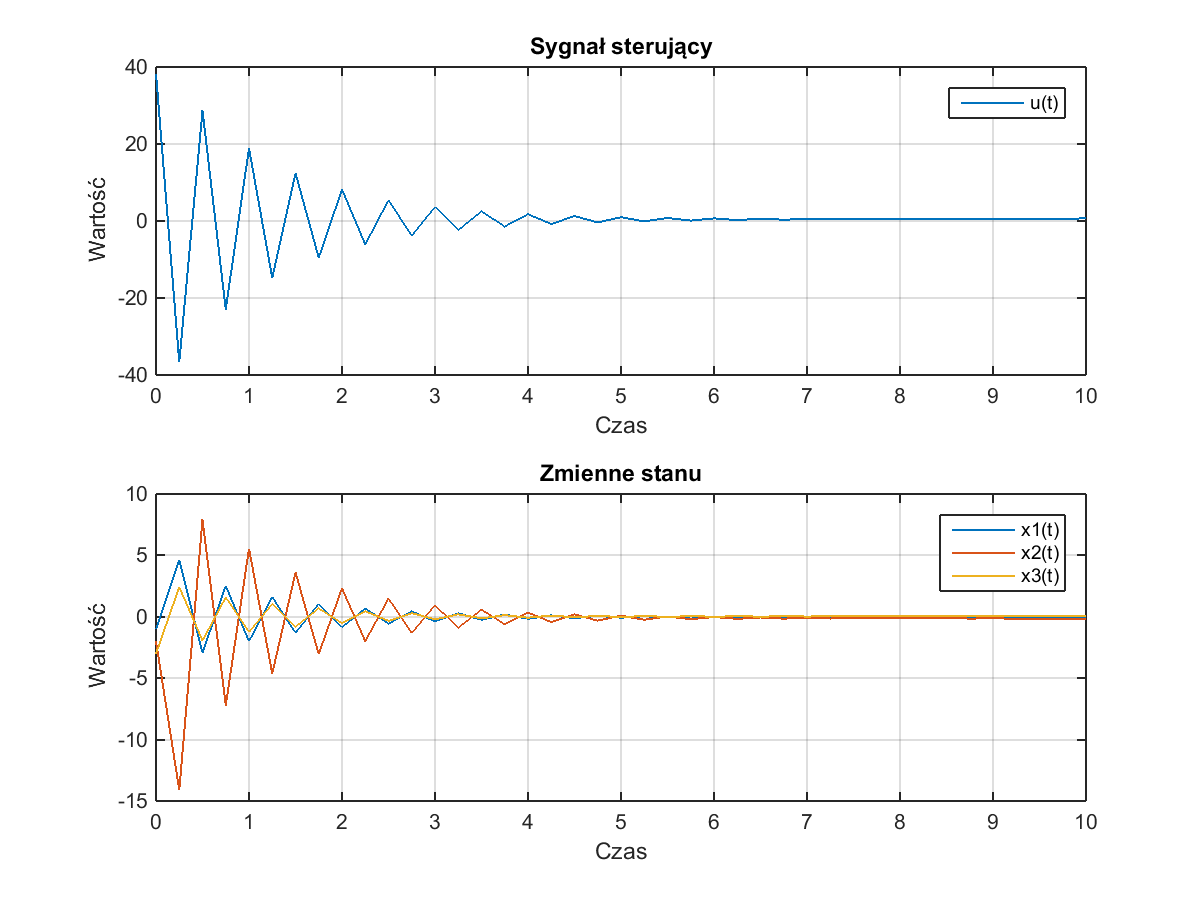 Sygnał sterujący
40
20
0
-20
-40
Wartość
u(t)
0 1 2 3 4 5 6 7 8 9 10
Czas
Zmienne stanu
10
5
0
-5
-10
-15
Wartość
x1(t)
x2(t)
x3(t)
0 1 2 3 4 5 6 7 8 9 10
Czas